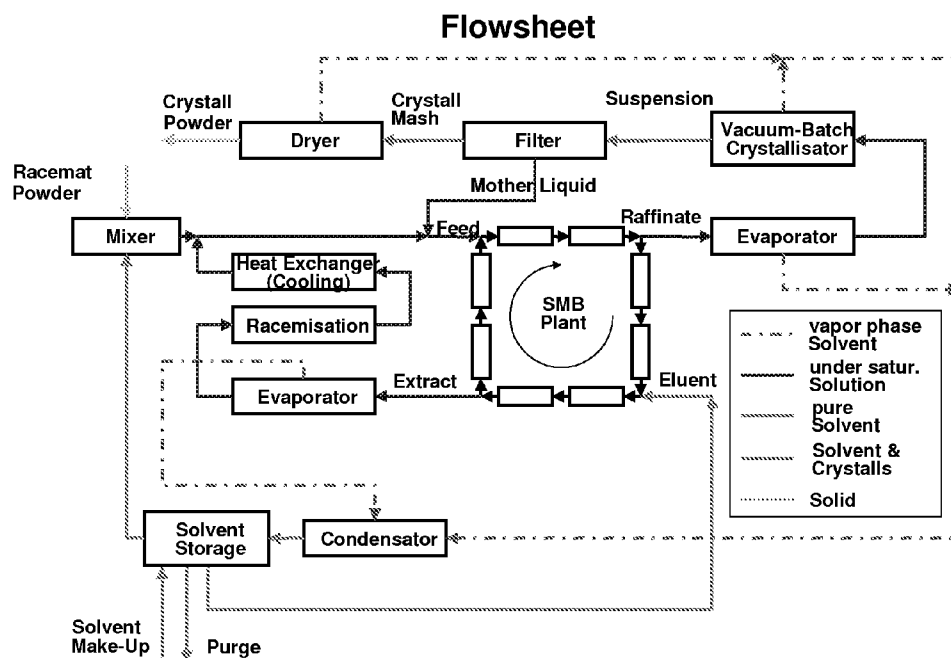 Flowsheet
Crystall
Powder
Dryer
Crystall
Mash
Filter
Suspension
Vacuum-Batch
Crystallisator
Racemat
Powder
Mother Liquid
Mixer
Feed
Raffinate
Evaporator
Heat Exchanger
(Cooling)
Racemisation
SMB
Plant
Evaporator
Extract
Eluent
vapor phase
Solvent
under satur.
Solution
pure
Solvent
Solvent &
Crystalls
Solid
Solvent
Storage
Condensator
Solvent
Make-Up
Purge